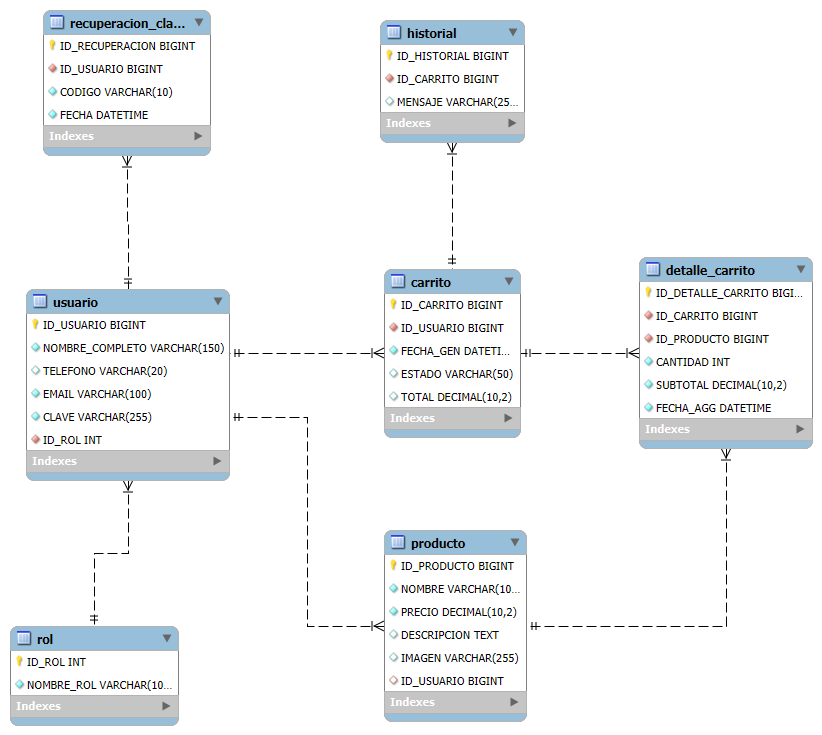 recuperacion_cla...
ID_RECUPERACION BIGINT
ID_USUARIO BIGINT
CODIGO VARCHAR(10)
FECHA DATETIME
Indexes
historial
ID_HISTORIAL BIGINT
ID_CARRITO BIGINT
MENSAJE VARCHAR(25...
Indexes
usuario
ID_USUARIO BIGINT
NOMBRE_COMPLETO VARCHAR(150)
TELEFONO VARCHAR(20)
EMAIL VARCHAR(100)
CLAVE VARCHAR(255)
ID_ROL INT
Indexes
carrito
ID_CARRITO BIGINT
ID_USUARIO BIGINT
FECHA_GEN DATETI...
ESTADO VARCHAR(50)
TOTAL DECIMAL(10,2)
Indexes
detalle_carrito
ID_DETALLE_CARRITO BIGI...
ID_CARRITO BIGINT
ID_PRODUCTO BIGINT
CANTIDAD INT
SUBTOTAL DECIMAL(10,2)
FECHA_AGG DATETIME
Indexes
producto
ID_PRODUCTO BIGINT
NOMBRE VARCHAR(10...
PRECIO DECIMAL(10,2)
DESCRIPCION TEXT
IMAGEN VARCHAR(255)
ID_USUARIO BIGINT
Indexes
rol
ID_ROL INT
NOMBRE_ROL VARCHAR(10...
Indexes